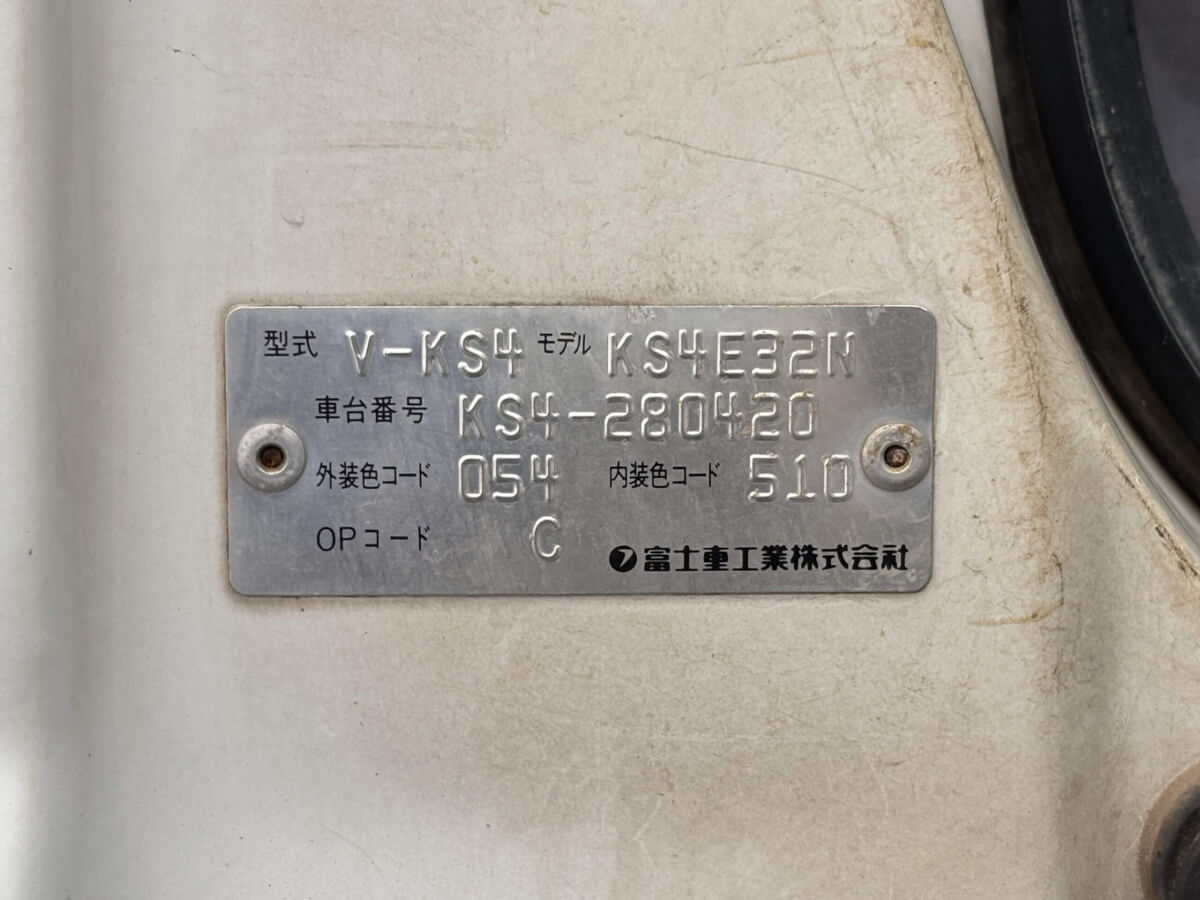 型式 V-KS4 モデル KS4E32N
車台番号 KS4-280420
外装色コード 054 内装色コード 510
OPコード C
富士重工業株式会社